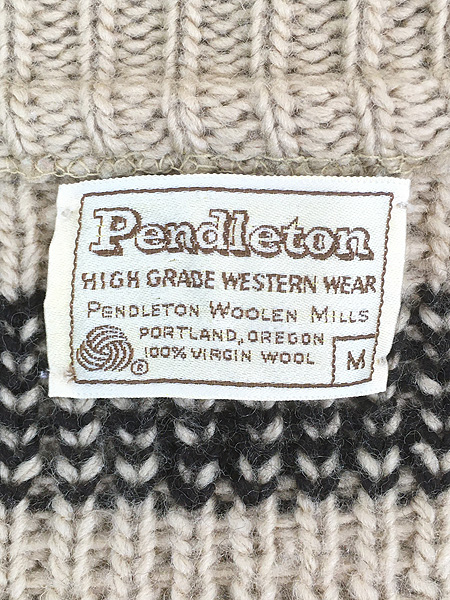 Pendleton
HIGH GRADE WESTERN WEAR
PENDLETON WOOLEN MILLS
PORTLAND, OREGON
100% VIRGIN WOOL
®
M